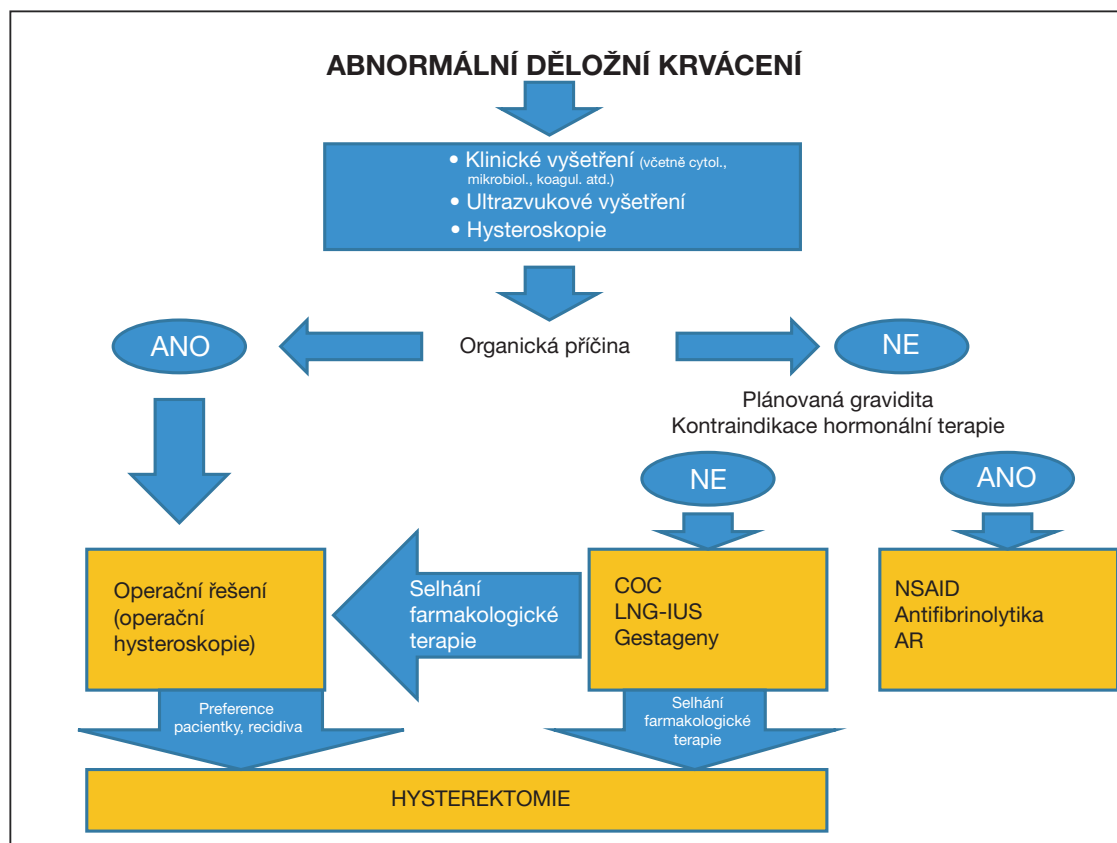 ABNORMÁLNÍ DĚLOŽNÍ KRVÁCENÍ
• Klinické vyšetření (včetně cytol.,
mikrobiol., koagul. atd.)
• Ultrazvukové vyšetření
• Hysteroskopie
ANO
Organická příčina
NE
Plánovaná gravidita
Kontraindikace hormonální terapie
NE
ANO
Operační řešení
(operační
hysteroskopie)
Selhání
farmakologické
terapie
COC
LNG-IUS
Gestageny
NSAID
Antifibrinolytika
AR
Preference
pacientky, recidiva
Selhání
farmakologické
terapie
HYSTEREKTOMIE